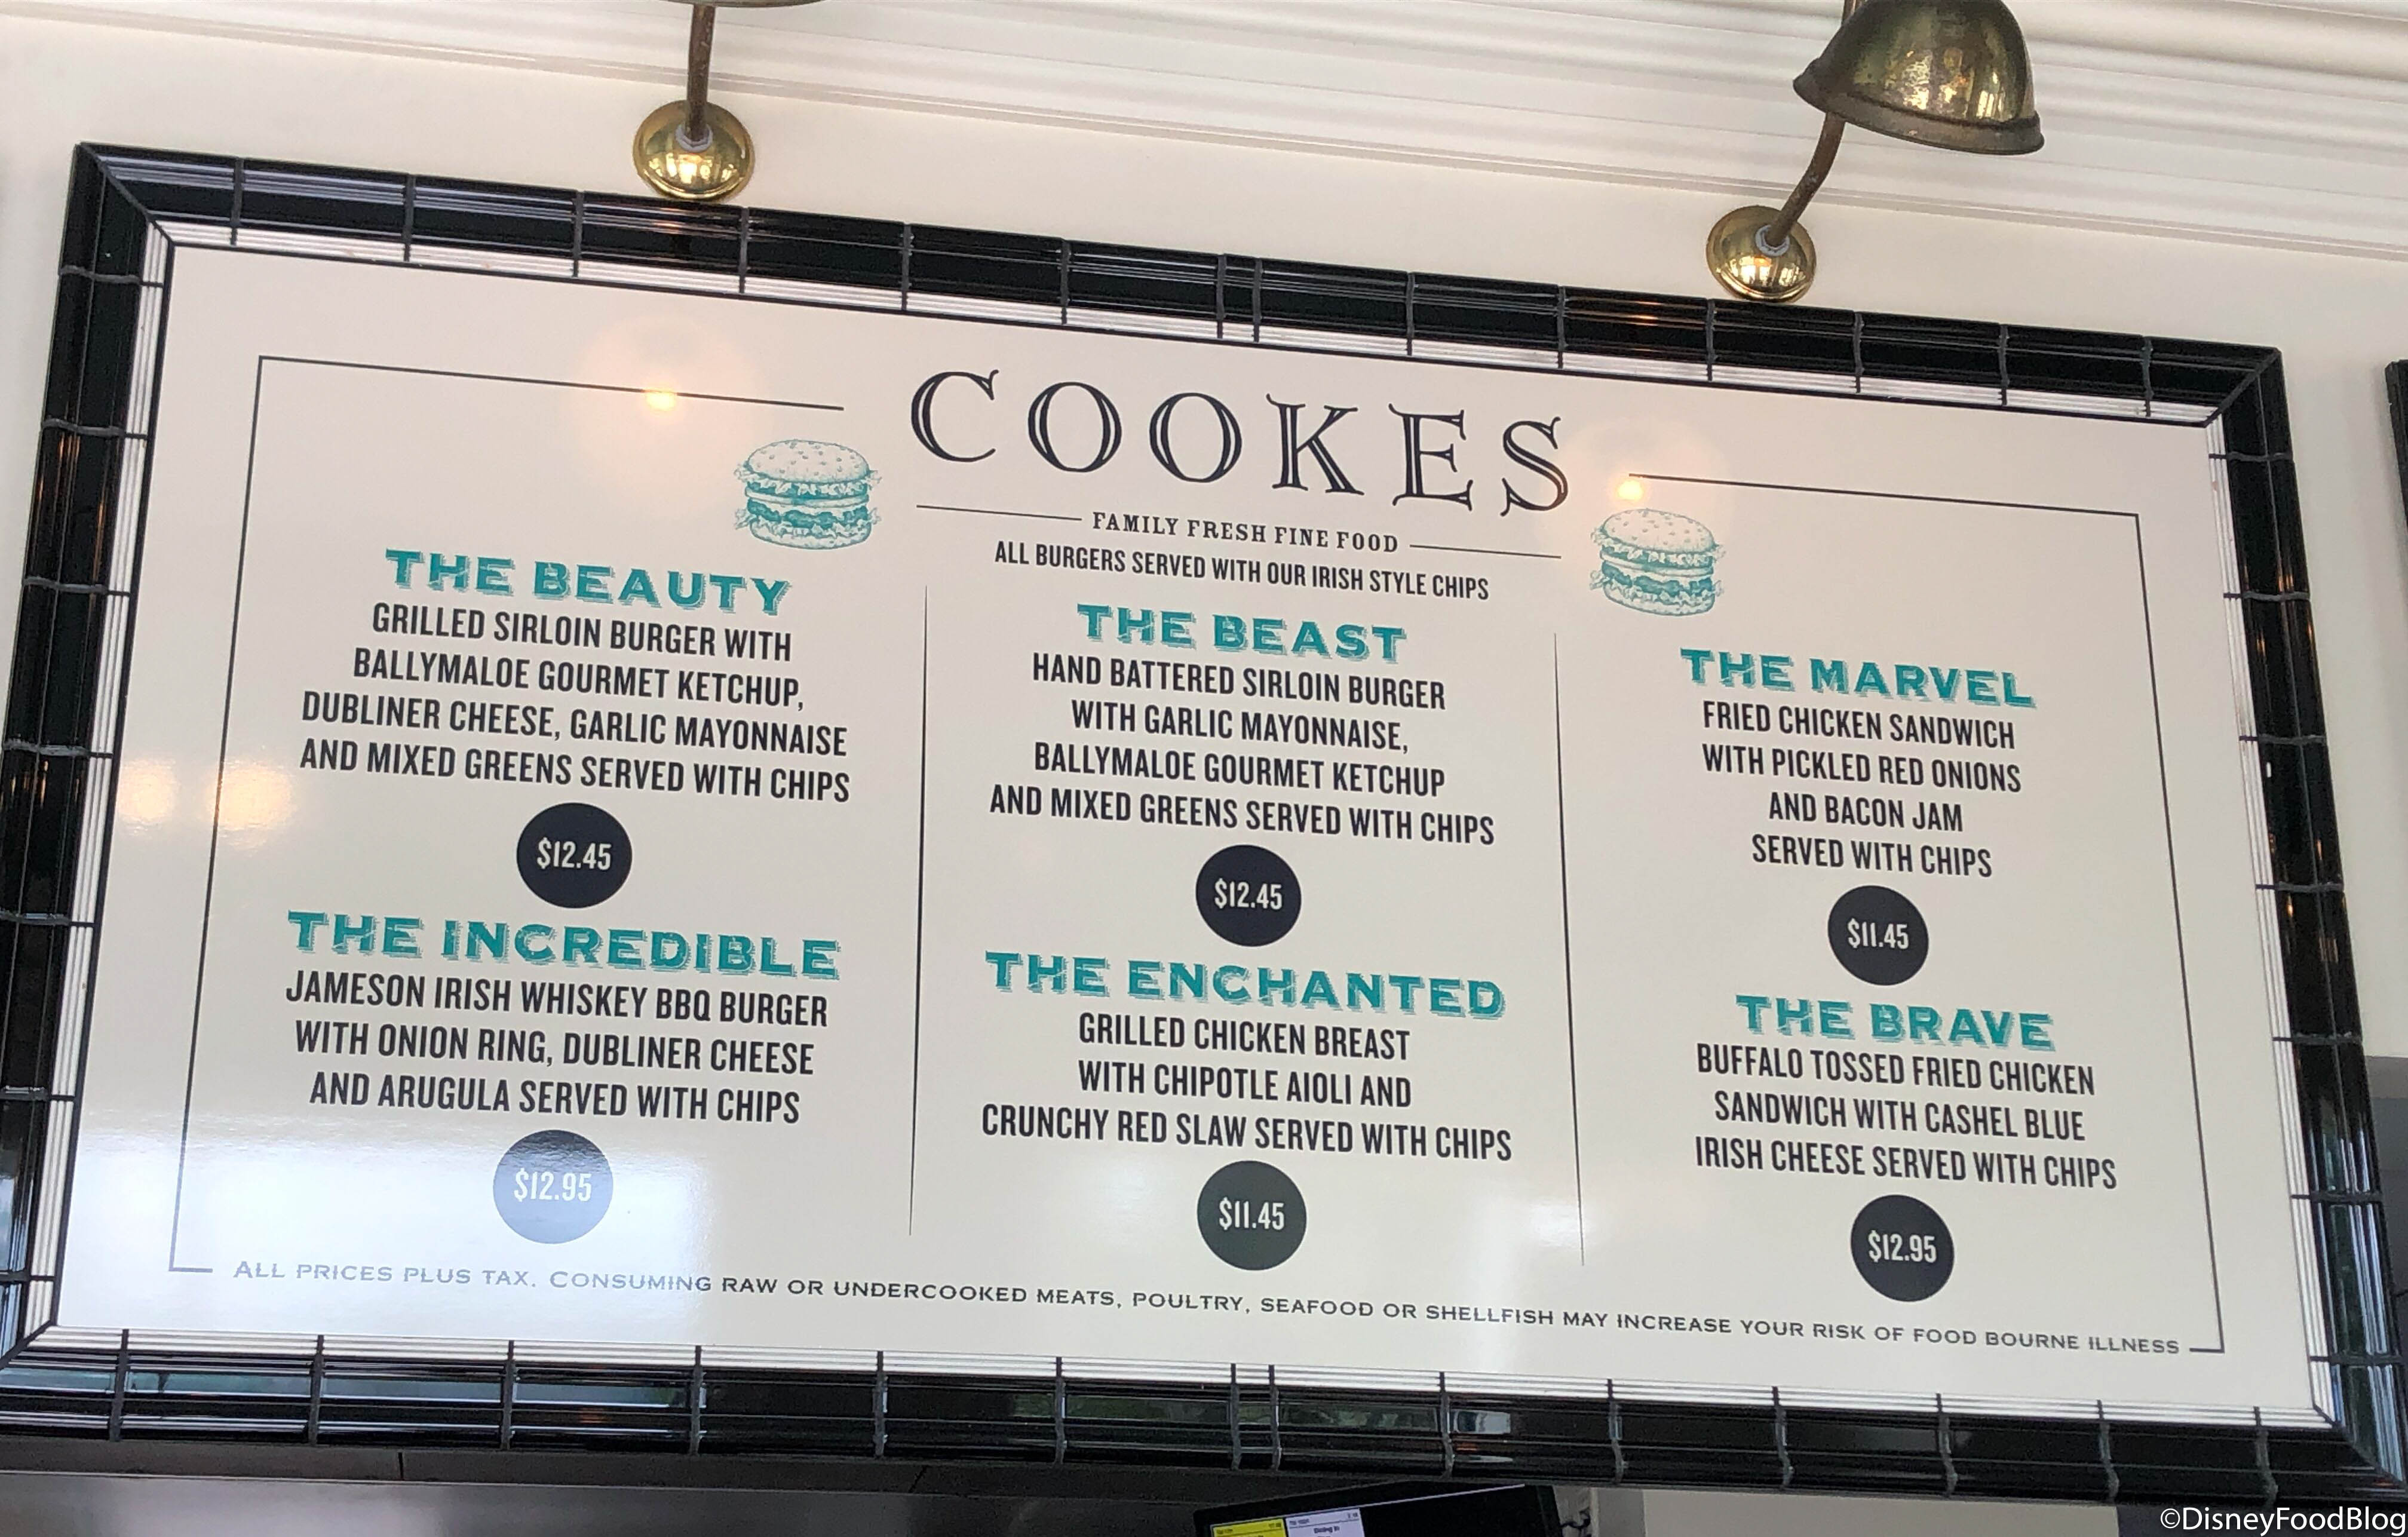 COOKES
FAMILY FRESH FINE FOOD
ALL BURGERS SERVED WITH OUR IRISH STYLE CHIPS
THE BEAUTY
GRILLED SIRLOIN BURGER WITH
BALLYMALOE GOURMET KETCHUP,
DUBLINER CHEESE, GARLIC MAYONNAISE
AND MIXED GREENS SERVED WITH CHIPS
$12.45
THE INCREDIBLE
JAMESON IRISH WHISKEY BBQ BURGER
WITH ONION RING, DUBLINER CHEESE
AND ARUGULA SERVED WITH CHIPS
$12.95
THE BEAST
HAND BATTERED SIRLOIN BURGER
WITH GARLIC MAYONNAISE,
BALLYMALOE GOURMET KETCHUP
AND MIXED GREENS SERVED WITH CHIPS
$12.45
THE ENCHANTED
GRILLED CHICKEN BREAST
WITH CHIPOTLE AIOLI AND
CRUNCHY RED SLAW SERVED WITH CHIPS
$11.45
THE MARVEL
FRIED CHICKEN SANDWICH
WITH PICKLED RED ONIONS
AND BACON JAM
SERVED WITH CHIPS
$11.45
THE BRAVE
BUFFALO TOSSED FRIED CHICKEN
SANDWICH WITH CASHEL BLUE
IRISH CHEESE SERVED WITH CHIPS
$12.95
ALL PRICES PLUS TAX. CONSUMING RAW OR UNDERCOOKED MEATS, POULTRY, SEAFOOD OR SHELLFISH MAY INCREASE YOUR RISK OF FOOD BOURNE ILLNESS
©DisneyFoodBlog